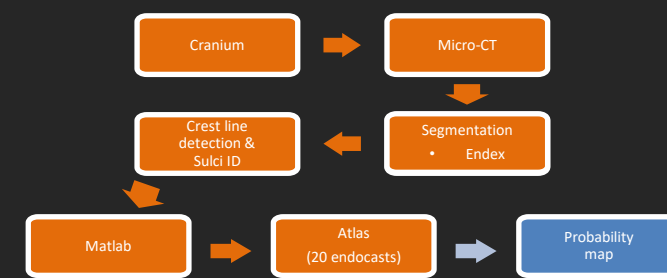 Cranium
Micro-CT
Segmentation
• Endex
Crest line
detection &
Sulci ID
Matlab
Atlas
(20 endocasts)
Probability
map